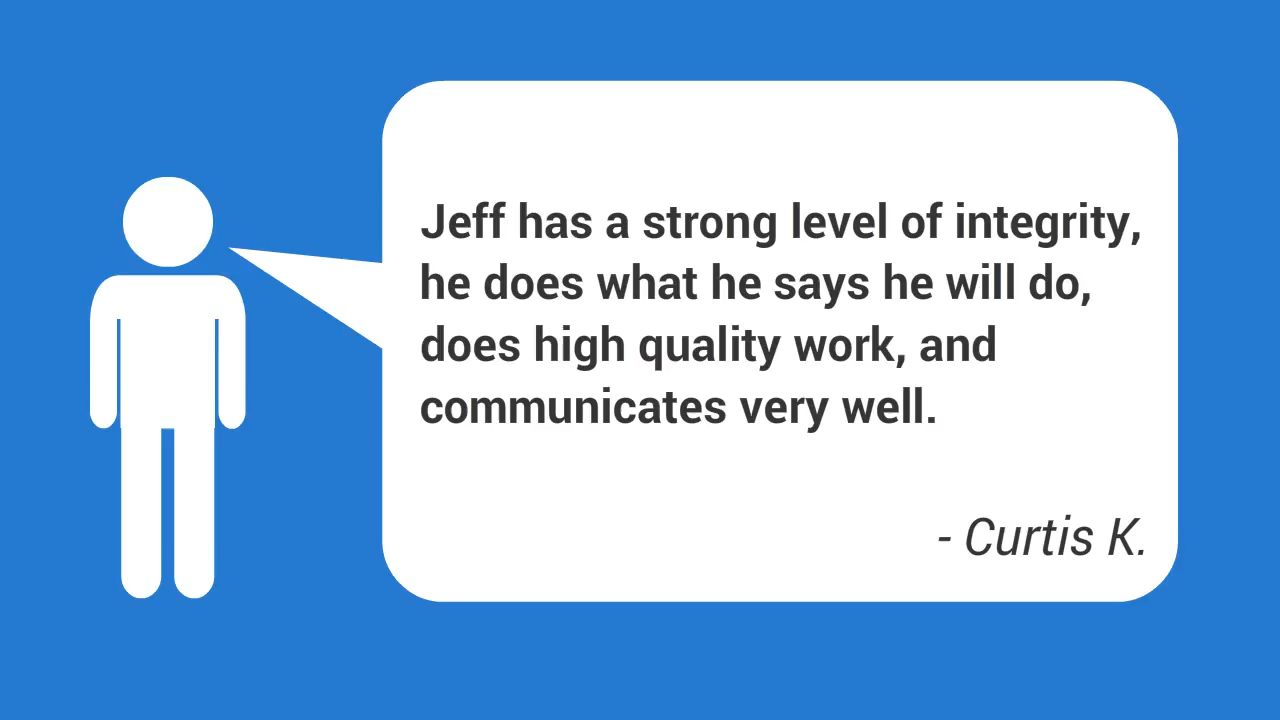 Jeff has a strong level of integrity,
he does what he says he will do,
does high quality work, and
communicates very well.
- Curtis K.